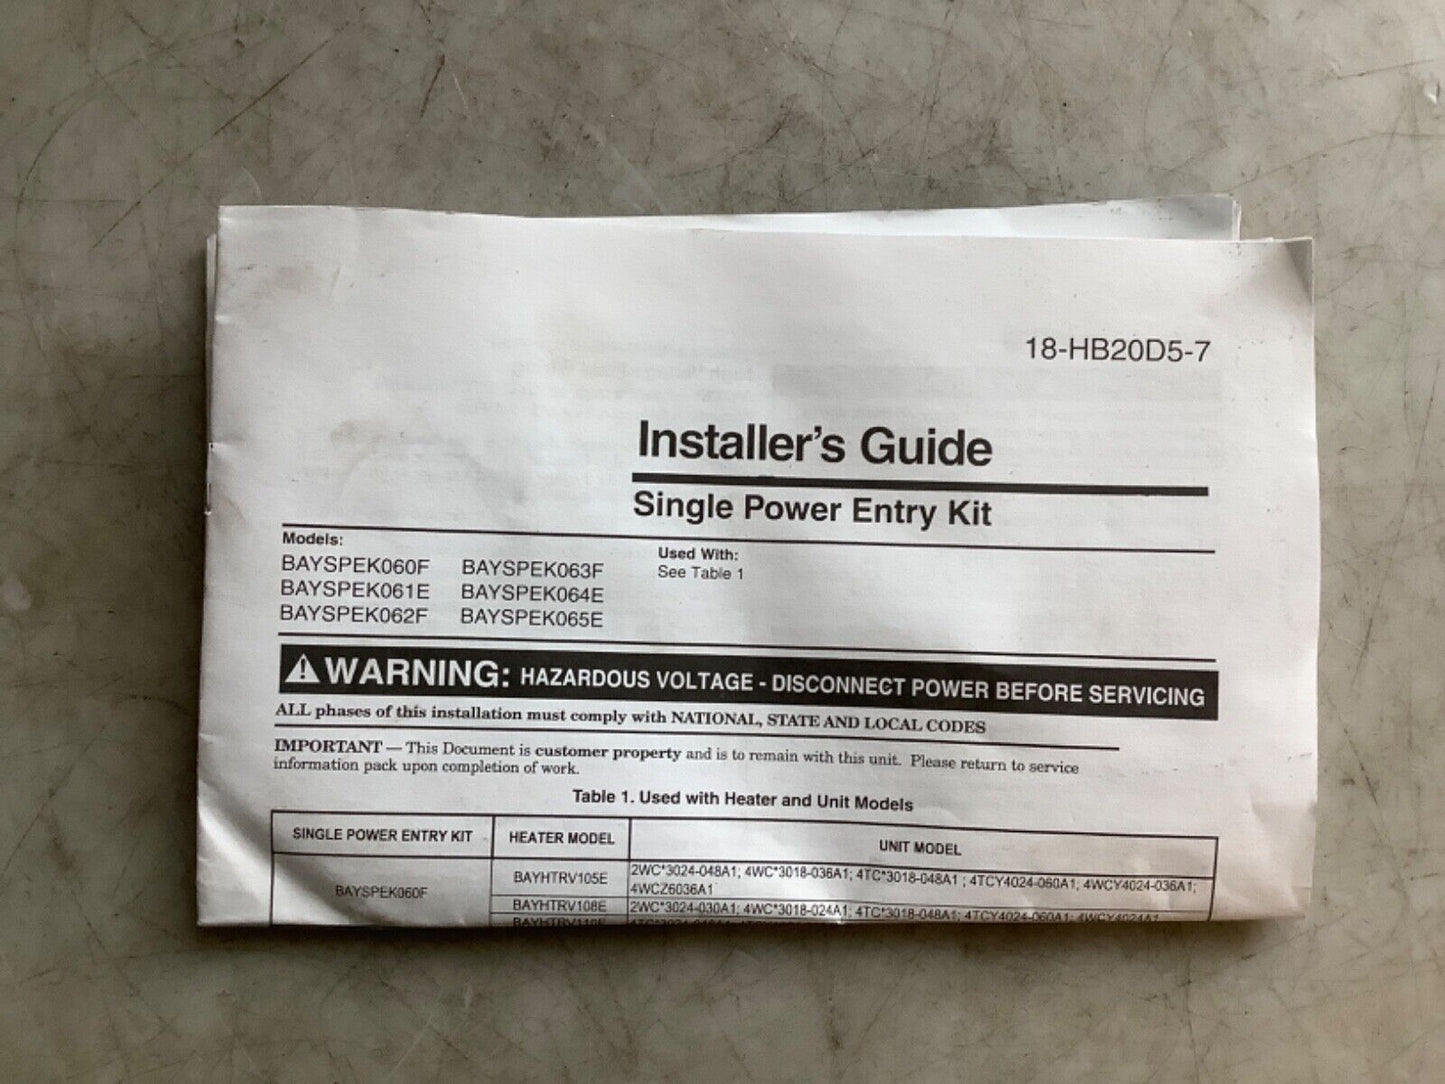 18-HB20D5-7
Installer's Guide
Single Power Entry Kit
Models:
BAYSPEK060F BAYSPEK063F
BAYSPEK061E BAYSPEK064E
BAYSPEK062F BAYSPEK065E
Used With:
See Table 1
WARNING: HAZARDOUS VOLTAGE - DISCONNECT POWER BEFORE SERVICING
ALL phases of this installation must comply with NATIONAL, STATE AND LOCAL CODES
IMPORTANT — This Document is customer property and is to remain with this unit. Please return to service
information pack upon completion of work.
Table 1. Used with Heater and Unit Models
SINGLE POWER ENTRY KIT HEATER MODEL UNIT MODEL
BAYSPEK060F
BAYHTRV105E
2WC*3024-048A1; 4WC*3018-036A1; 4TC*3018-048A1 ; 4TCY4024-060A1; 4WCY4024-036A1;
4WCZ6036A1
BAYHTRV108E 2WC*3024-030A1; 4WC*3018-024A1; 4TC*3018-048A1; 4TCY4024-060A1; 4WCY4024A1